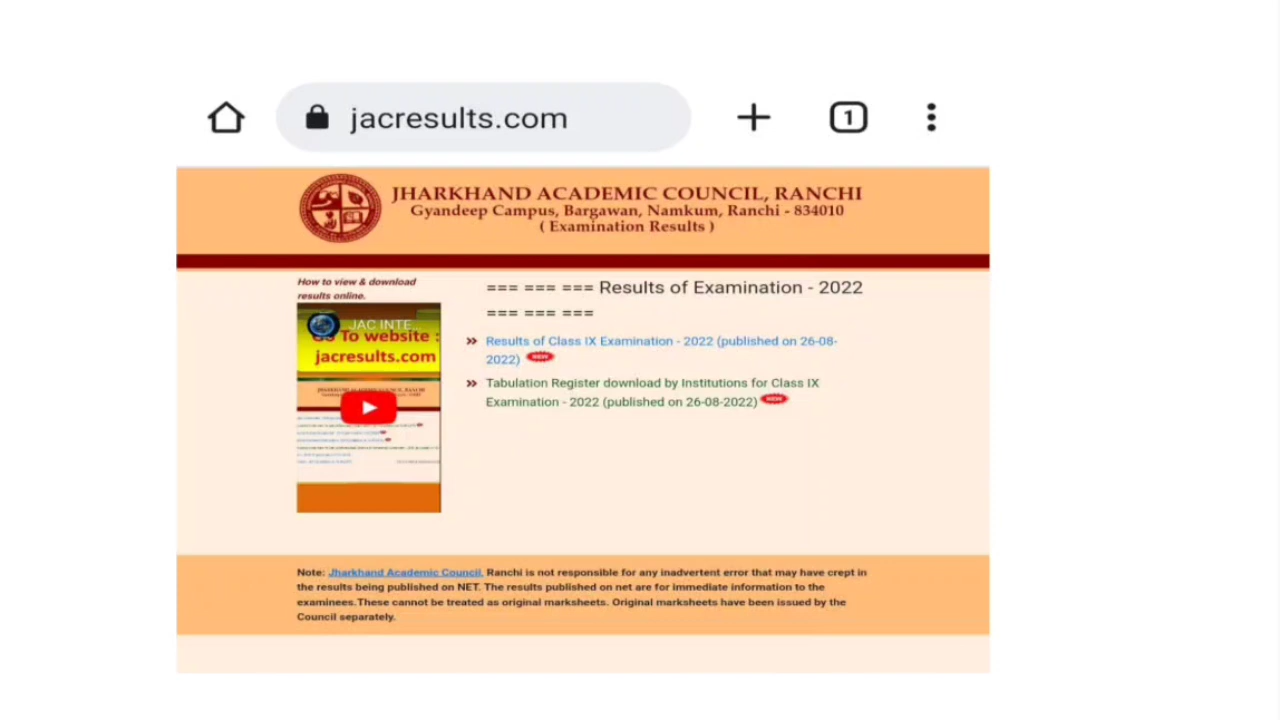 jacresults.com
1
JHARKHAND ACADEMIC COUNCIL, RANCHI
Gyandeep Campus, Bargawan, Namkum, Ranchi - 834010
( Examination Results )
How to view & download
results online.
JAC INTE..
To website :
jacresults.com
=== === === Results of Examination - 2022
=== === ===
Results of Class IX Examination - 2022 (published on 26-08-
2022) NEW
Tabulation Register download by Institutions for Class IX
Examination - 2022 (published on 26-08-2022) NEW
Note: Jharkhand Academic Council, Ranchi is not responsible for any inadvertent error that may have crept in
the results being published on NET. The results published on net are for immediate information to the
examinees.These cannot be treated as original marksheets. Original marksheets have been issued by the
Council separately.